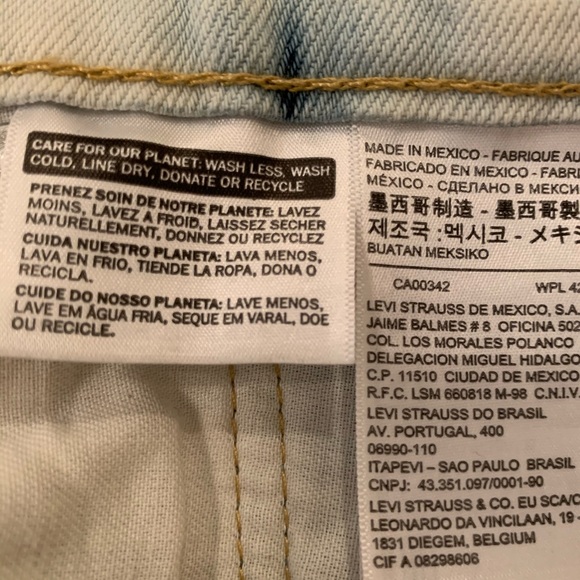 CARE FOR OUR PLANET: WASH LESS, WASH
COLD, LINE DRY, DONATE OR RECYCLE
PRENEZ SOIN DE NOTRE PLANETE: LAVEZ
MOINS, LAVEZ A FROID, LAISSEZ SÉCHER
NATURELLEMENT, DONNEZ OU RECYCLEZ
CUIDA NUESTRO PLANETA: LAVA MENOS,
LAVA EN FRIO, TIENDE LA ROPA, DONA O
RECICLA.
CUIDE DO NOSSO PLANETA: LAVE MENOS,
LAVE EM ÁGUA FRIA, SEQUE EM VARAL, DOE
OU RECICLE.
MADE IN MEXICO - FABRIQUE AU
FABRICADO EN MEXICO - FABRICADO
MÉXICO - СДЕЛАНО В МЕКСИ
墨西哥制造 - 墨西哥製
제조국 :멕시코 - メキシ
BUATAN MEKSIKO
CA00342 WPL 42
LEVI STRAUSS DE MEXICO, S.A.
JAIME BALMES # 8 OFICINA 502
COL. LOS MORALES POLANCO
DELEGACION MIGUEL HIDALGO
C.P. 11510 CIUDAD DE MEXICO
R.F.C. LSM 660818 M-98 C.N.I.V.
LEVI STRAUSS DO BRASIL
AV. PORTUGAL, 400
06990-110
ITAPEVI – SAO PAULO BRASIL
CNPJ: 43.351.097/0001-90
LEVI STRAUSS & CO. EU SCA/C
LEONARDO DA VINCILAAN, 19 -
1831 DIEGEM, BELGIUM
CIF A 08298606